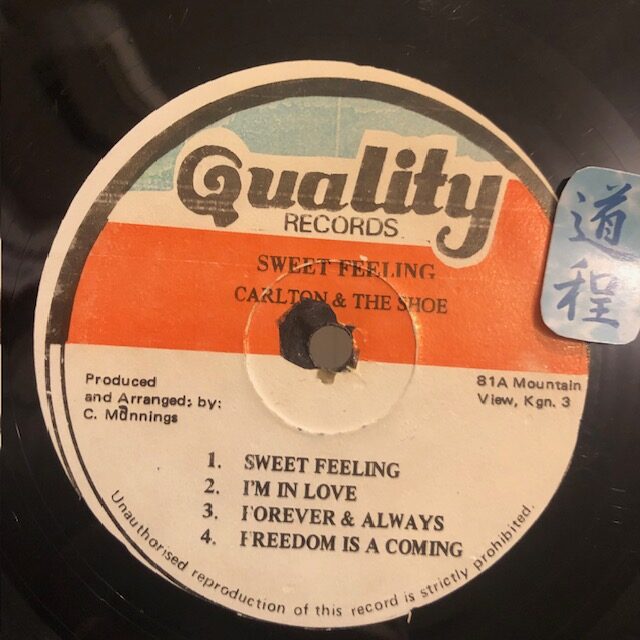 Quality
RECORDS
SWEET FEELING
CARLTON & THE SHOE
道程
Produced
and Arranged: by:
C. Mannings
81A Mountain
View, Kgn. 3
1. SWEET FEELING
2. I'M IN LOVE
3. FOREVER & ALWAYS
4. FREEDOM IS A COMING
Unauthorised reproduction of this record is strictly prohibited.